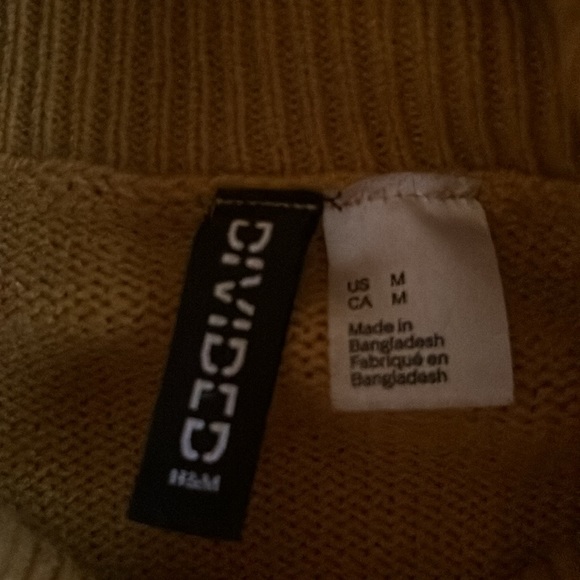 DIVIDED
H&M
US M
CA M
Made in
Bangladesh
Fabriqué en
Bangladesh